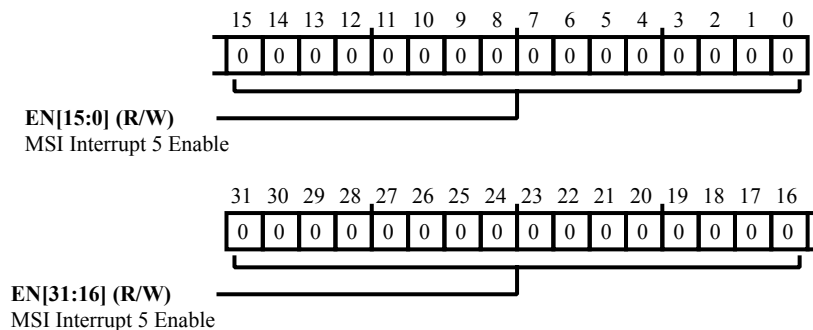 15 14 13 12 11 10 9 8 7 6 5 4 3 2 1 0
0 0 0 0 0 0 0 0 0 0 0 0 0 0 0 0
EN[15:0] (R/W)
MSI Interrupt 5 Enable
31 30 29 28 27 26 25 24 23 22 21 20 19 18 17 16
0 0 0 0 0 0 0 0 0 0 0 0 0 0 0 0
EN[31:16] (R/W)
MSI Interrupt 5 Enable